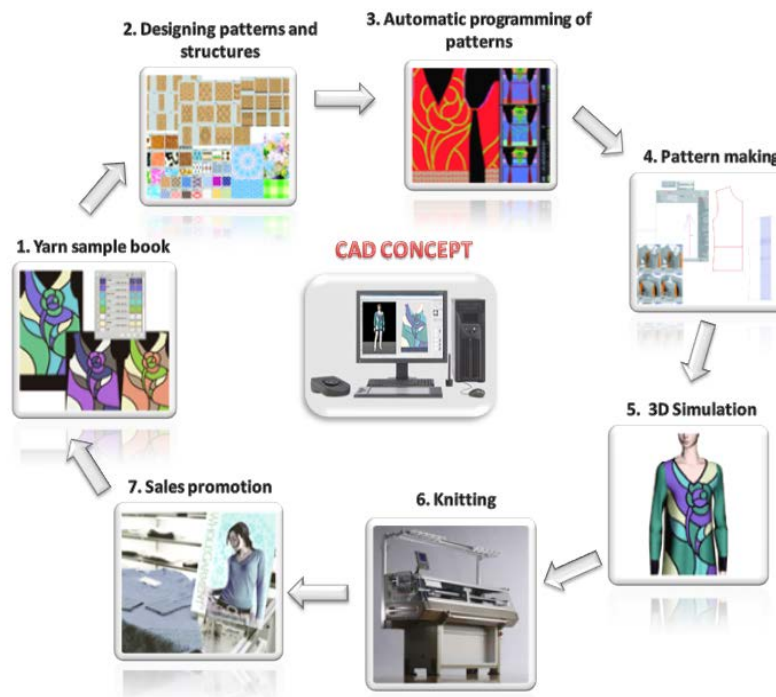 2. Designing patterns and
structures
3. Automatic programming of
patterns
4. Pattern making
1. Yarn sample book
CAD CONCEPT
5. 3D Simulation
7. Sales promotion
6. Knitting